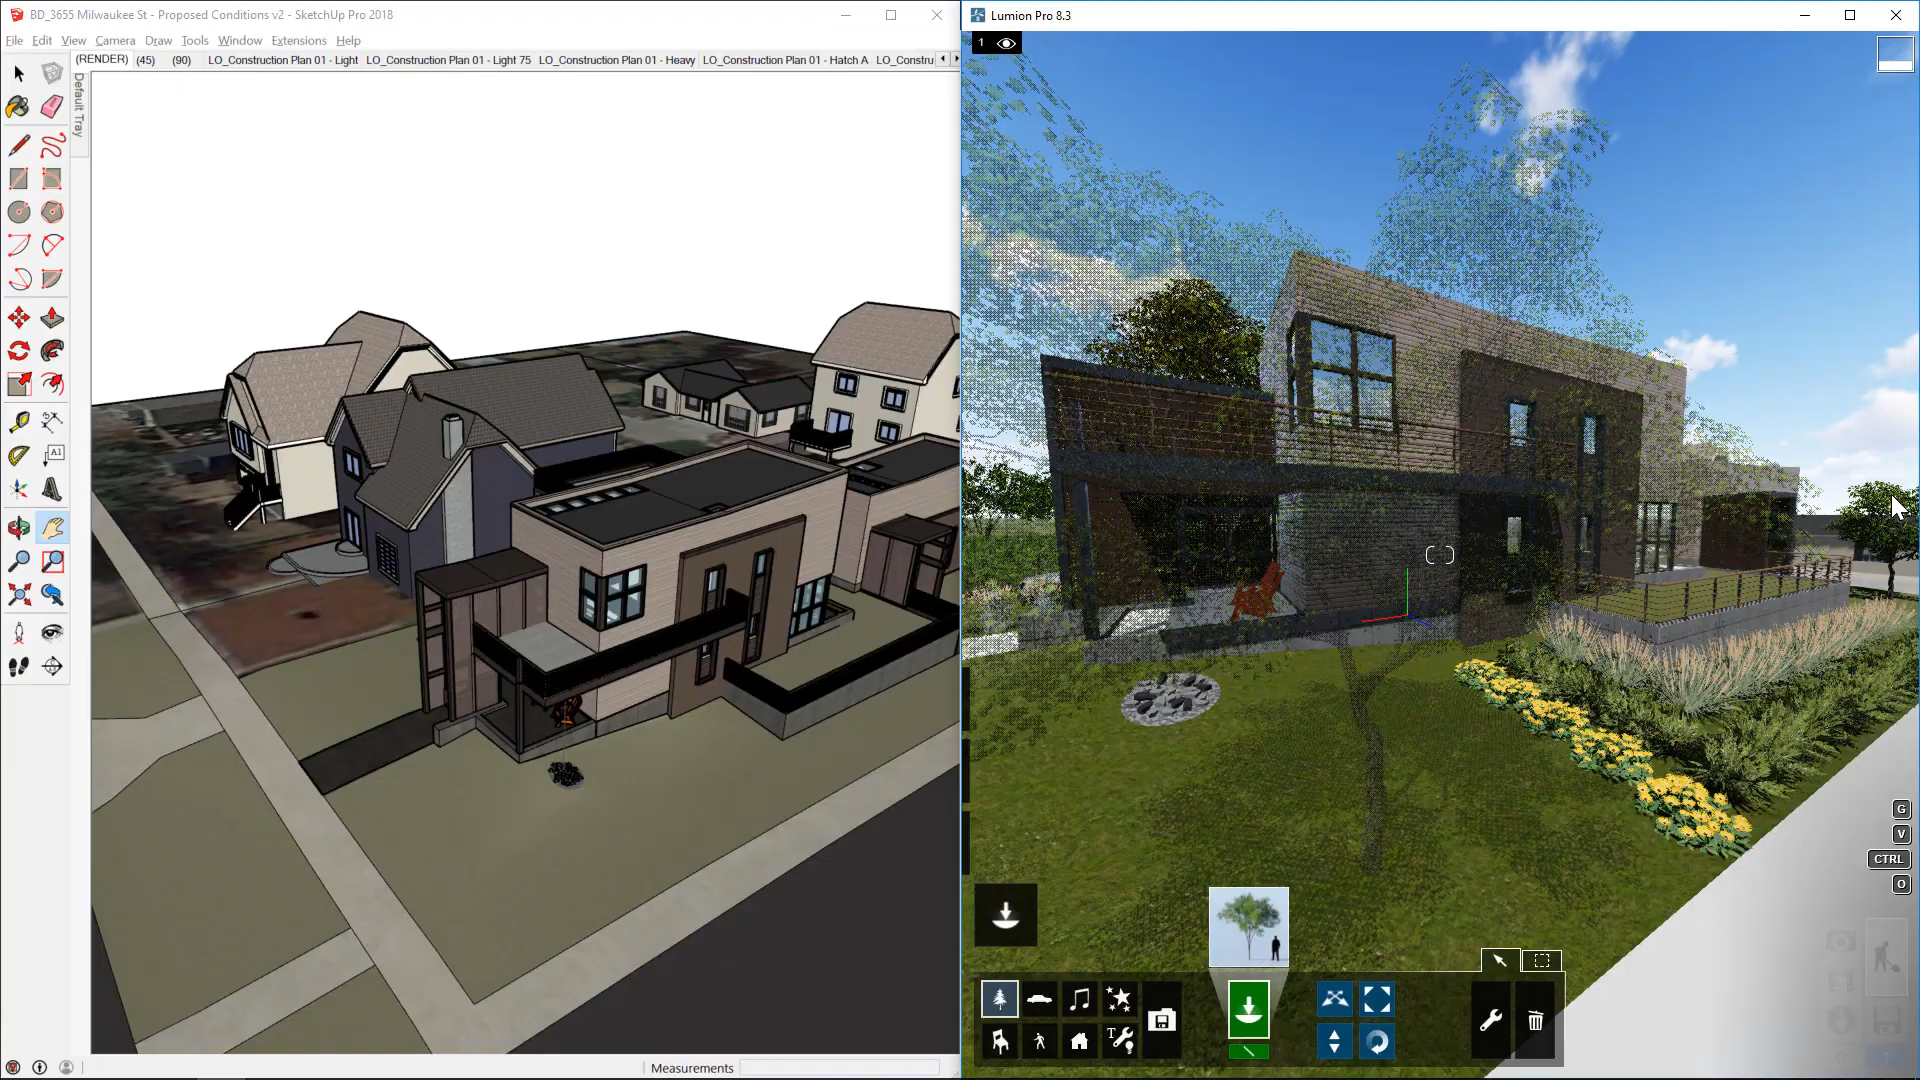 BD_3655 Milwaukee St - Proposed Conditions v2 - SketchUp Pro 2018
File Edit View Camera Draw Tools Window Extensions Help
(RENDER) (45) (90) LO_Construction Plan 01 - Light LO_Construction Plan 01 - Light 75 LO_Construction Plan 01 - Heavy LO_Construction Plan 01 - Hatch A LO_Constru
Default Tray
A1
Measurements
Lumion Pro 8.3
1
G
V
CTRL
O
T